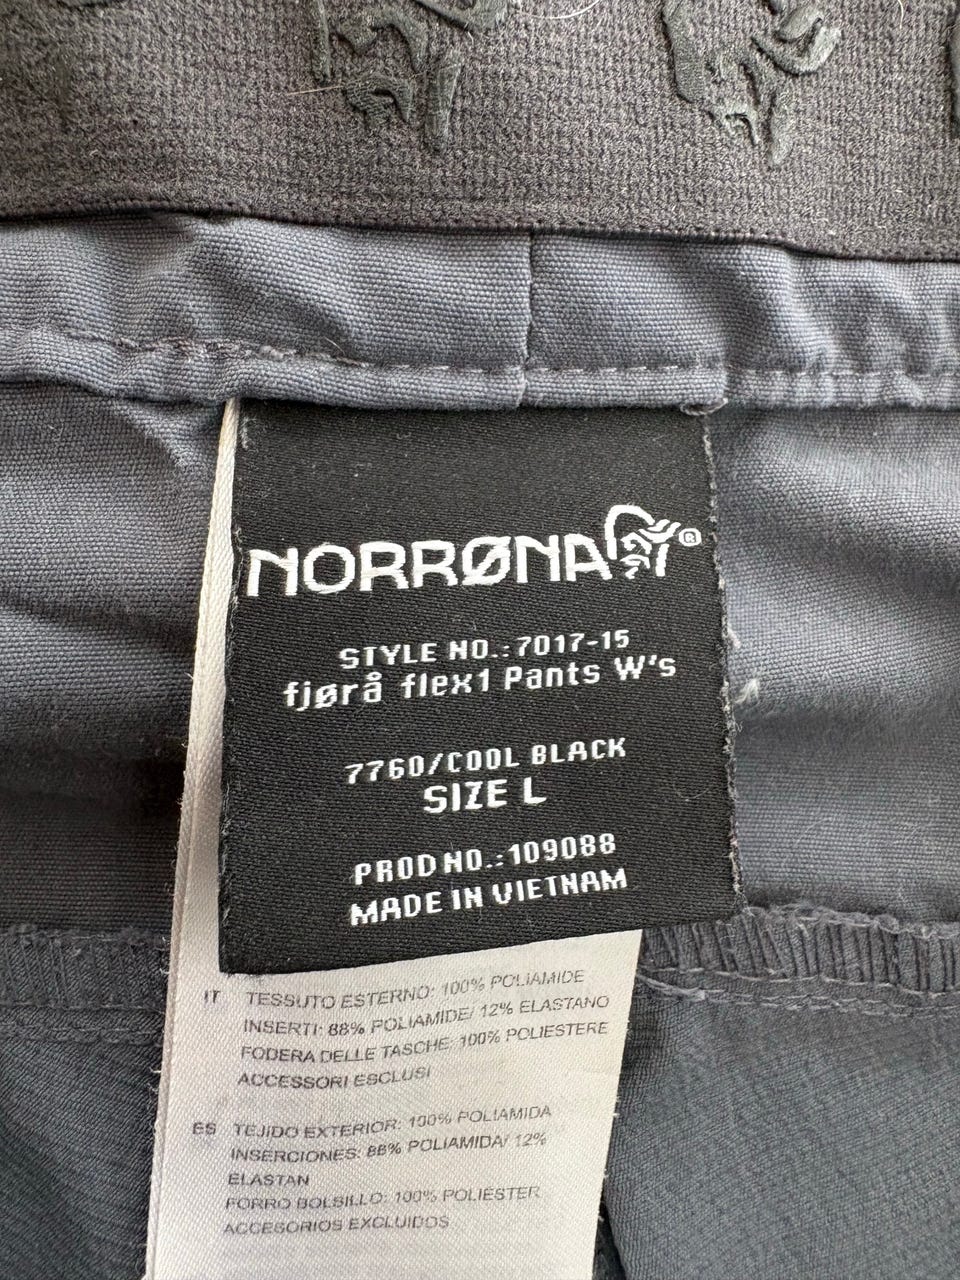 NORRØNA®
STYLE NO.:7017-15
fjørå flex1 Pants W's
7760/COOL BLACK
SIZE L
PROD NO.:109088
MADE IN VIETNAM
IT TESSUTO ESTERNO: 100% POLIAMIDE
INSERTI: 88% POLIAMIDE/ 12% ELASTANO
FODERA DELLE TASCHE: 100% POLIESTERE
ACCESSORI ESCLUSI
ES TEJIDO EXTERIOR: 100% POLIAMIDA
INSERCIONES: 88% POLIAMIDA/ 12%
ELASTAN
FORRO BOLSILLO: 100% POLIÉSTER
ACCESORIOS EXCLUIDOS